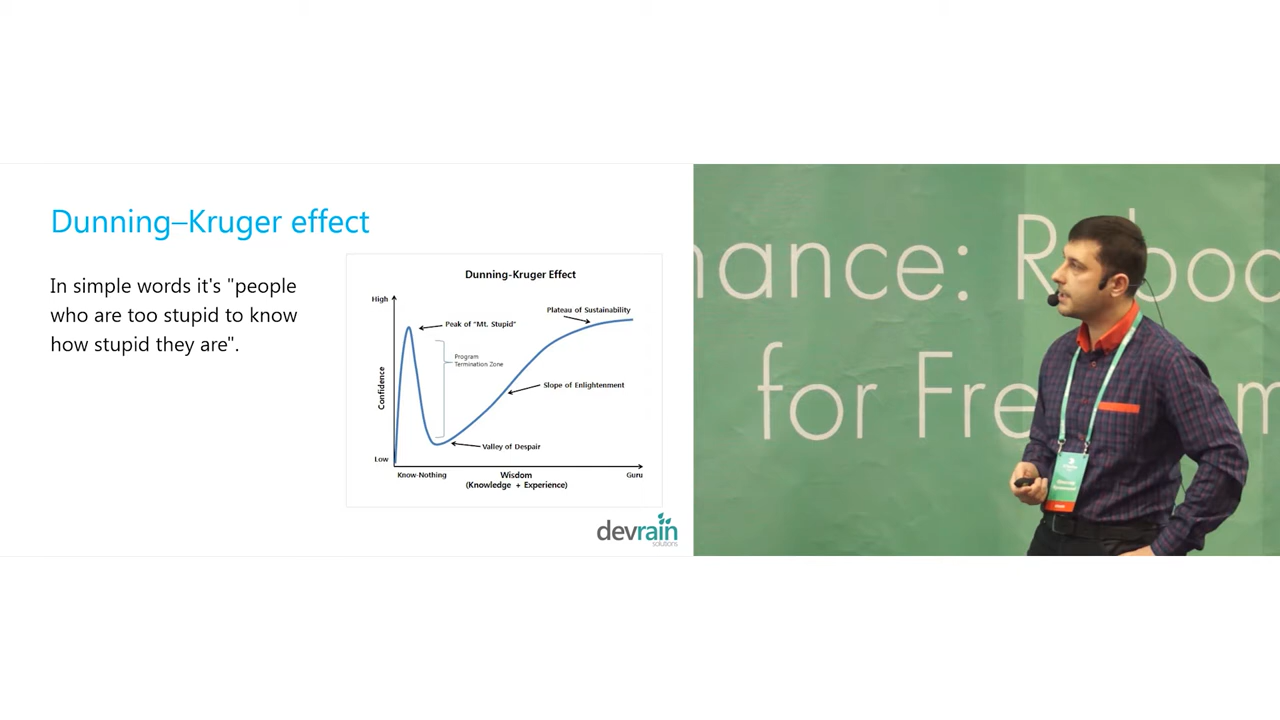 Dunning–Kruger effect
In simple words it's "people
who are too stupid to know
how stupid they are".
Dunning-Kruger Effect
High
Plateau of Sustainability
Peak of "Mt. Stupid"
Program
Termination Zone
Confidence
Slope of Enlightenment
Valley of Despair
Low
Know-Nothing
Wisdom
(Knowledge + Experience)
Guru
devrain
solutions
nance: R boo
for Fre m